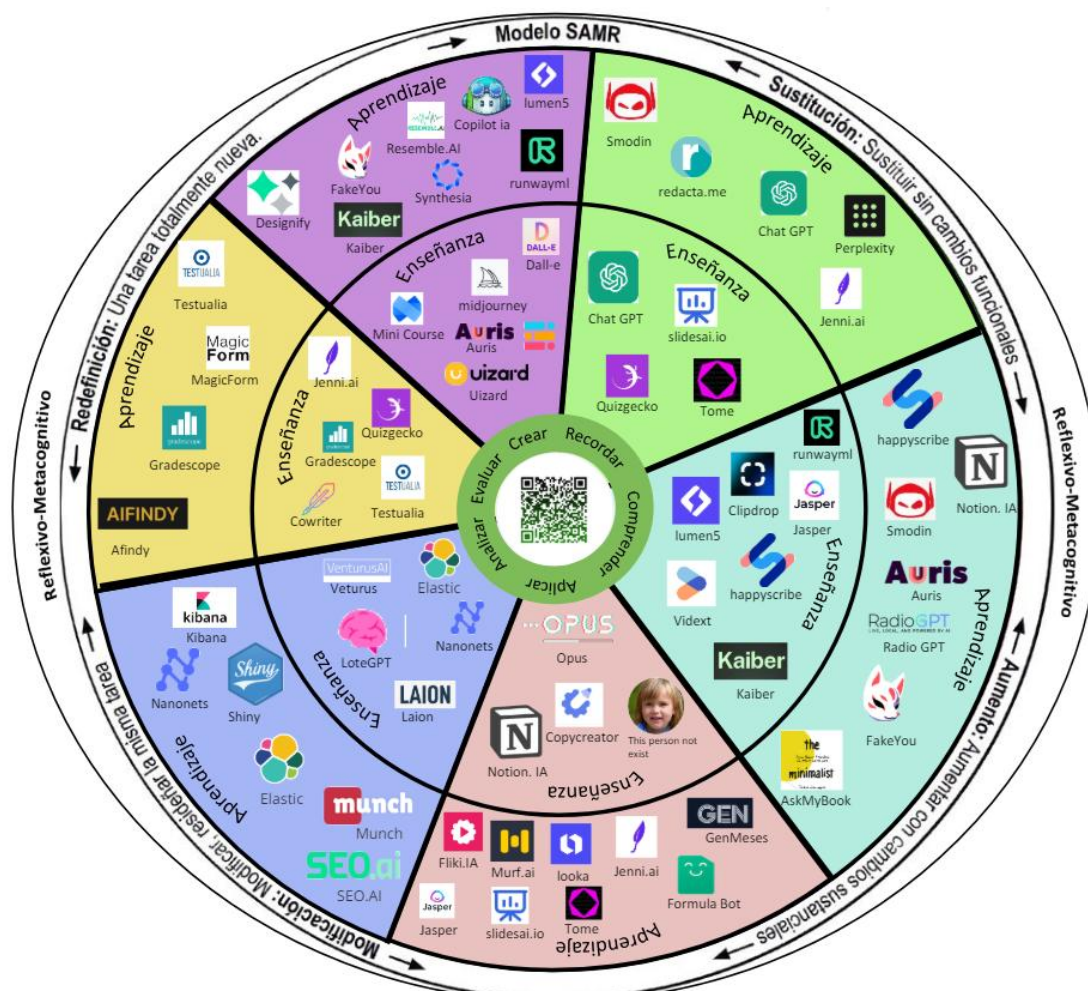 Modelo SAMR
Sustitución: Sustituir sin cambios funcionales
Aumento: Aumentar con cambios sustanciales
Modificación: Modificar, resideñar la misma tarea
Redefinición: Una tarea totalmente nueva.
Reflexivo-Metacognitivo
Reflexivo-Metacognitivo
Recordar
Comprender
Aplicar
Analizar
Evaluar
Crear
Aprendizaje
Smodin
redacta.me
Chat GPT
Perplexity
Jenni.ai
Enseñanza
Chat GPT
slidesai.io
Quizgecko
Tome
Aprendizaje
happyscribe
Notion. IA
Smodin
AURIS
Auris
RadioGPT
Radio GPT
FakeYou
the
minimalist
AskMyBook
Enseñanza
runwayml
Clipdrop
Jasper
Jasper
lumen5
happyscribe
Vidext
Kaiber
Kaiber
Enseñanza
OPUS
Opus
Copycreator
Notion. IA
This person not
exist
Aprendizaje
GEN
GenMeses
Fliki.IA
Murf.ai
looka
Jenni.ai
Formula Bot
Jasper
Jasper
slidesai.io
Tome
Enseñanza
VenturusAI
Veturus
Elastic
LoteGPT
Nanonets
LAION
Laion
Aprendizaje
kibana
Kibana
Nanonets
Shiny
Shiny
Elastic
munch
Munch
SEO.ai
SEO.AI
Enseñanza
Jenni.ai
Quizgecko
Gradescope
TESTUALIA
Testualia
Cowriter
Aprendizaje
TESTUALIA
Testualia
Magic
Form
MagicForm
gradescope
Gradescope
AIFINDY
Afindy
Aprendizaje
lumen5
Copilot ia
Resemble.AI
runwayml
FakeYou
Synthesia
Designify
Kaiber
Kaiber
Enseñanza
DALL-E
Dall-e
midjourney
Mini Course
Auris
Auris
uizard
Uizard